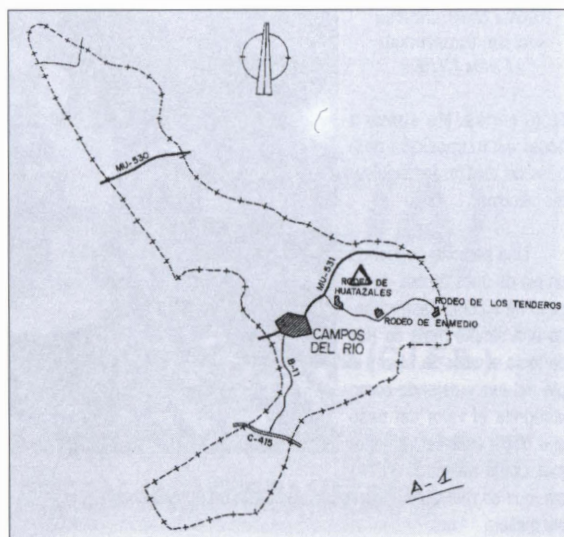 MU-530
MU-531
RODEO DE
HUATAZALES
RODEO DE LOS TENDEROS
RODEO DE ENMEDIO
CAMPOS
DEL RIO
B-11
C-415
A-1